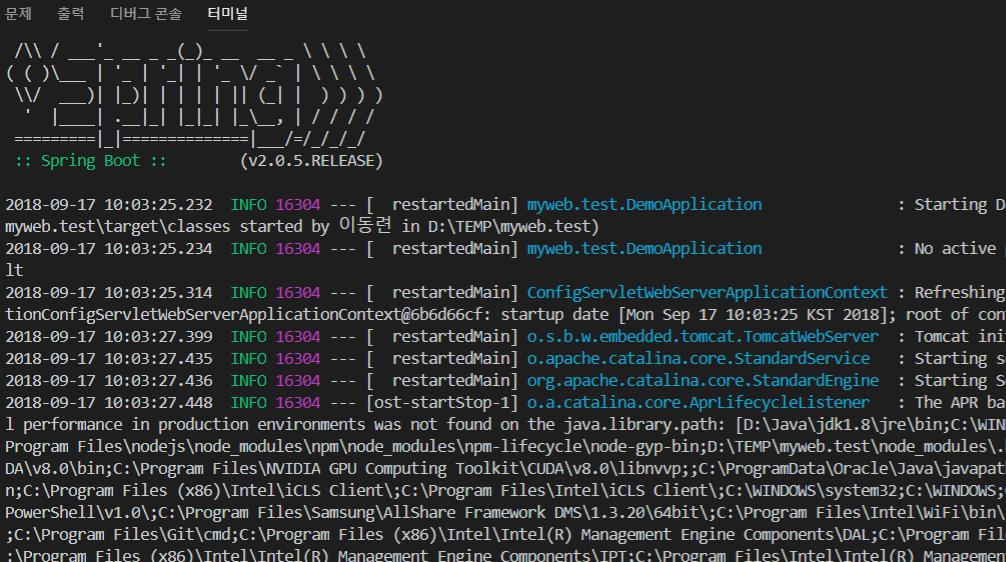 문제 출력 디버그 콘솔 터미널
 /\\ / ___'_ __ _ _(_)_ __  __ _ \ \ \ \
( ( )\___ | '_ | '_| | '_ \/ _` | \ \ \ \
 \\/  ___)| |_)| | | | | || (_| |  ) ) ) )
  '  |____| .__|_| |_|_| |_\__, | / / / /
 =========|_|==============|___/=/_/_/_/
 :: Spring Boot ::        (v2.0.5.RELEASE)
2018-09-17 10:03:25.232  INFO 16304 --- [  restartedMain] myweb.test.DemoApplication               : Starting D
myweb.test\target\classes started by 이동련 in D:\TEMP\myweb.test)
2018-09-17 10:03:25.234  INFO 16304 --- [  restartedMain] myweb.test.DemoApplication               : No active
lt
2018-09-17 10:03:25.314  INFO 16304 --- [  restartedMain] ConfigServletWebServerApplicationContext : Refreshing
tionConfigServletWebServerApplicationContext@6b6d66cf: startup date [Mon Sep 17 10:03:25 KST 2018]; root of con
2018-09-17 10:03:27.399  INFO 16304 --- [  restartedMain] o.s.b.w.embedded.tomcat.TomcatWebServer  : Tomcat ini
2018-09-17 10:03:27.435  INFO 16304 --- [  restartedMain] o.apache.catalina.core.StandardService   : Starting s
2018-09-17 10:03:27.436  INFO 16304 --- [  restartedMain] org.apache.catalina.core.StandardEngine  : Starting S
2018-09-17 10:03:27.448  INFO 16304 --- [ost-startStop-1] o.a.catalina.core.AprLifecycleListener   : The APR ba
l performance in production environments was not found on the java.library.path: [D:\Java\jdk1.8\jre\bin;C:\WIN
Program Files\nodejs\node_modules\npm\node_modules\npm-lifecycle\node-gyp-bin;D:\TEMP\myweb.test\node_modules\.
DA\v8.0\bin;C:\Program Files\NVIDIA GPU Computing Toolkit\CUDA\v8.0\libnvvp;;C:\ProgramData\Oracle\Java\javapat
n;C:\Program Files (x86)\Intel\iCLS Client\;C:\Program Files\Intel\iCLS Client\;C:\WINDOWS\system32;C:\WINDOWS;
PowerShell\v1.0\;C:\Program Files\Samsung\AllShare Framework DMS\1.3.20\64bit\;C:\Program Files\Intel\WiFi\bin\
;C:\Program Files\Git\cmd;C:\Program Files (x86)\Intel\Intel(R) Management Engine Components\DAL;C:\Program Fil
;C:\Program Files (x86)\Intel\Intel(R) Management Engine Components\IPT;C:\Program Files\Intel\Intel(R) Managem